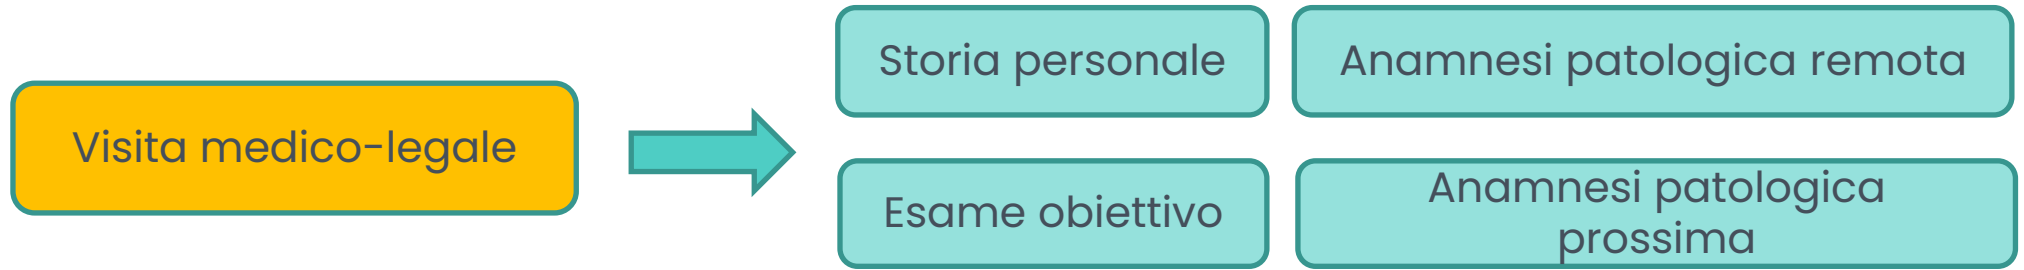 Visita medico-legale
Storia personale
Anamnesi patologica remota
Esame obiettivo
Anamnesi patologica
prossima